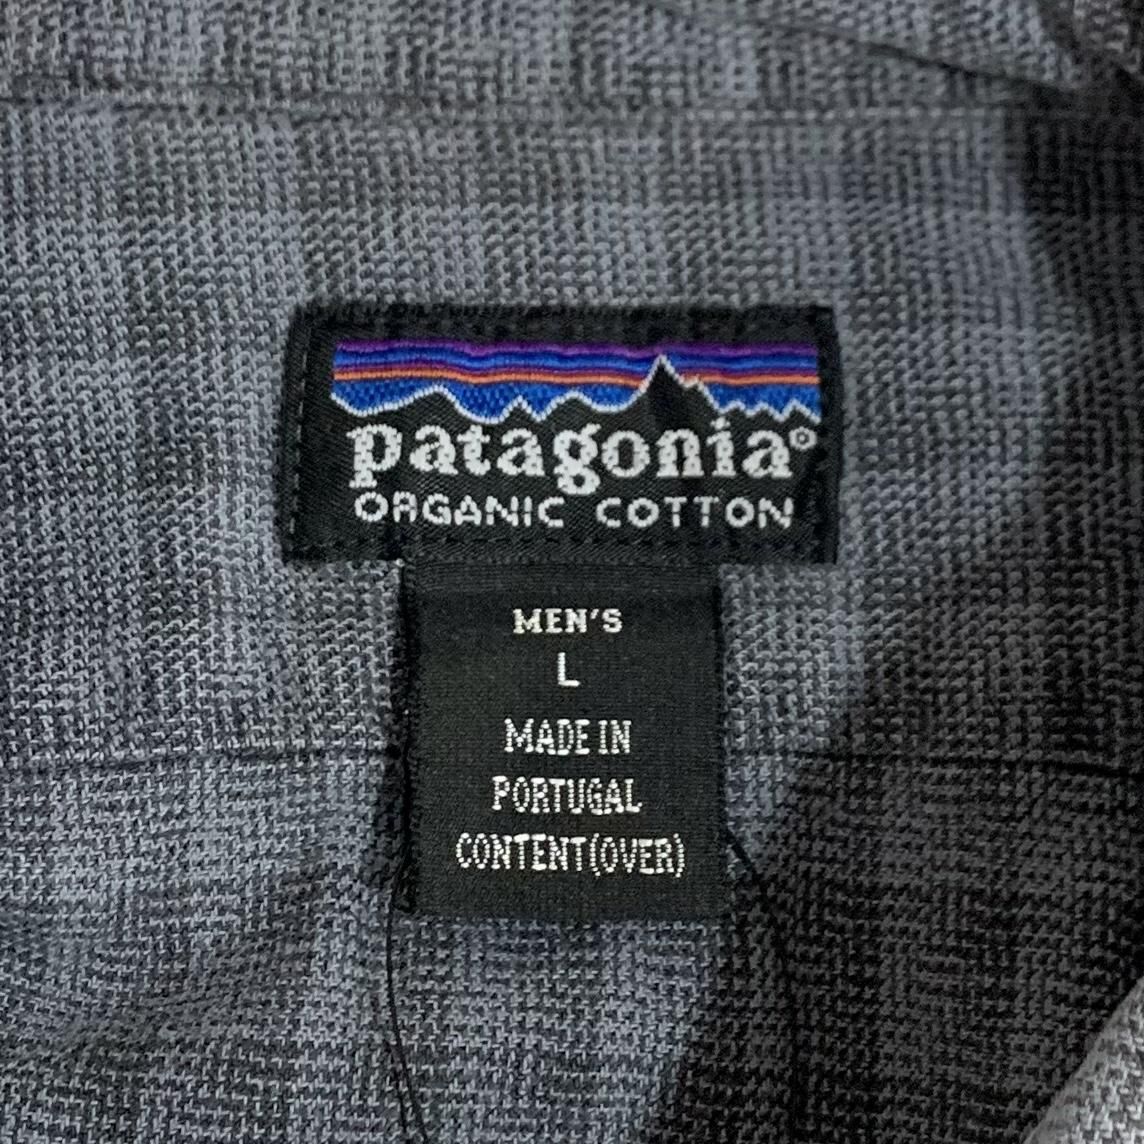 patagonia®
ORGANIC COTTON
MEN'S
L
MADE IN
PORTUGAL
CONTENT(OVER)